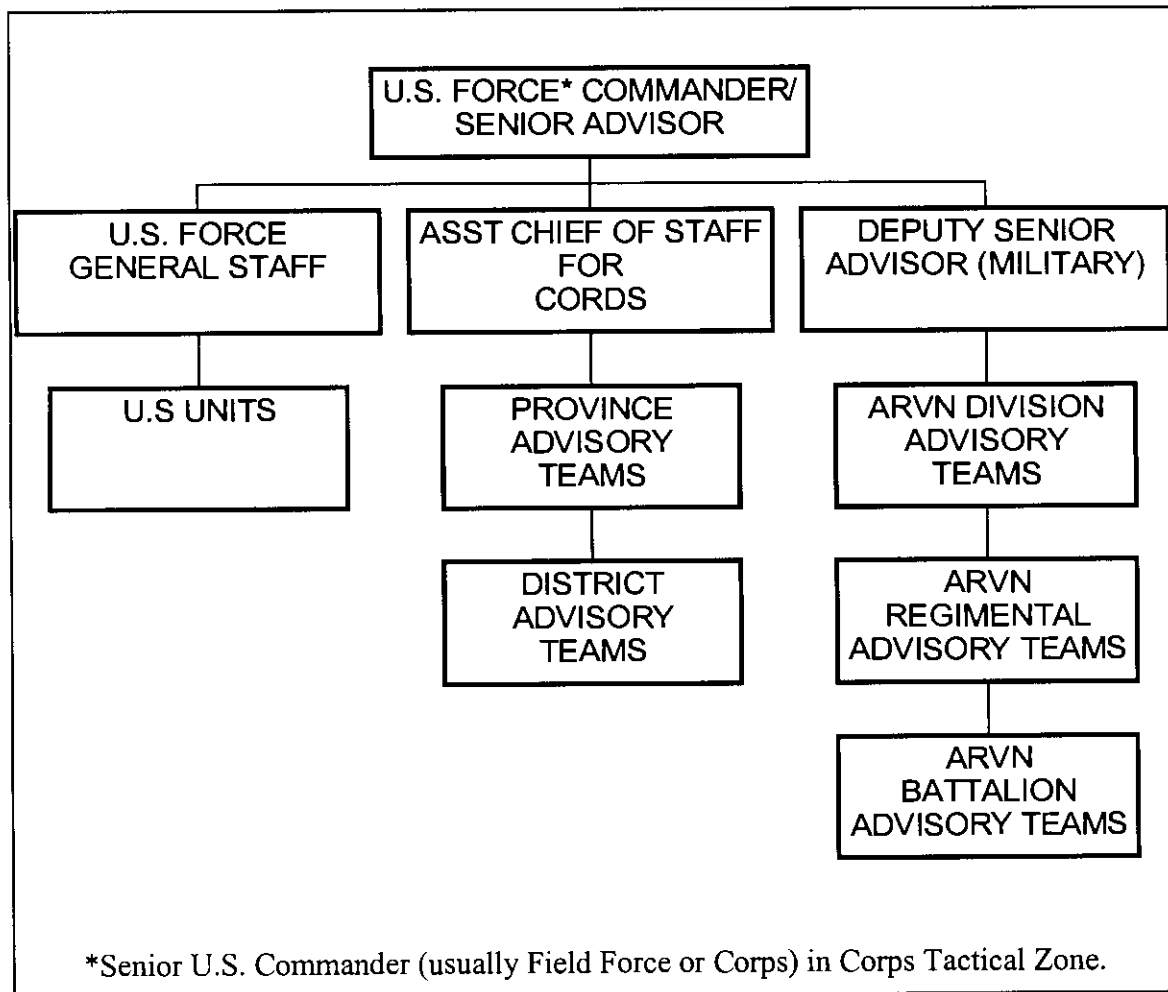 U.S. FORCE* COMMANDER/
SENIOR ADVISOR
U.S. FORCE
GENERAL STAFF
ASST CHIEF OF STAFF
FOR
CORDS
DEPUTY SENIOR
ADVISOR (MILITARY)
U.S UNITS
PROVINCE
ADVISORY
TEAMS
ARVN DIVISION
ADVISORY
TEAMS
DISTRICT
ADVISORY
TEAMS
ARVN
REGIMENTAL
ADVISORY TEAMS
ARVN
BATTALION
ADVISORY TEAMS
*Senior U.S. Commander (usually Field Force or Corps) in Corps Tactical Zone.